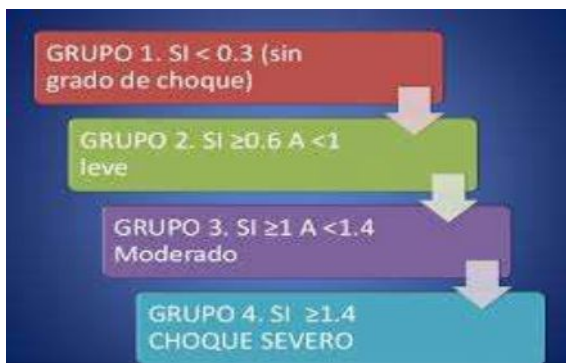 GRUPO 1. SI < 0.3 (sin
grado de choque)
GRUPO 2. SI ≥0.6 A <1
leve
GRUPO 3. SI ≥1 A <1.4
Moderado
GRUPO 4. SI ≥1.4
CHOQUE SEVERO